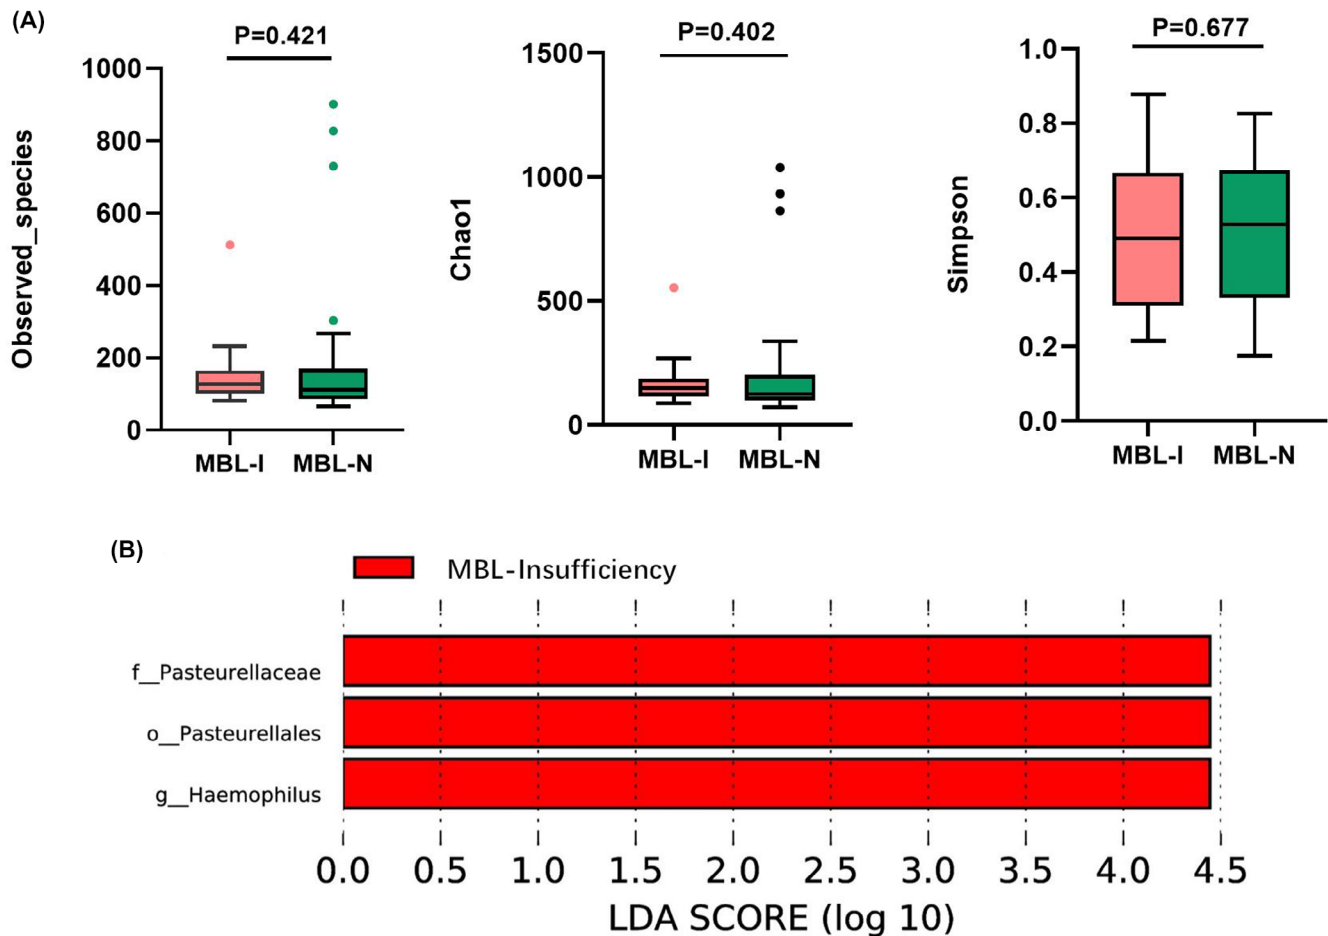 (A)
P=0.421
Observed_species
1000
800
600
400
200
0
MBL-I MBL-N
P=0.402
Chao1
1500
1000
500
0
MBL-I MBL-N
P=0.677
Simpson
1.0
0.8
0.6
0.4
0.2
0.0
MBL-I MBL-N
(B)
MBL-Insufficiency
f__Pasteurellaceae
o__Pasteurellales
g__Haemophilus
0.0 0.5 1.0 1.5 2.0 2.5 3.0 3.5 4.0 4.5
LDA SCORE (log 10)